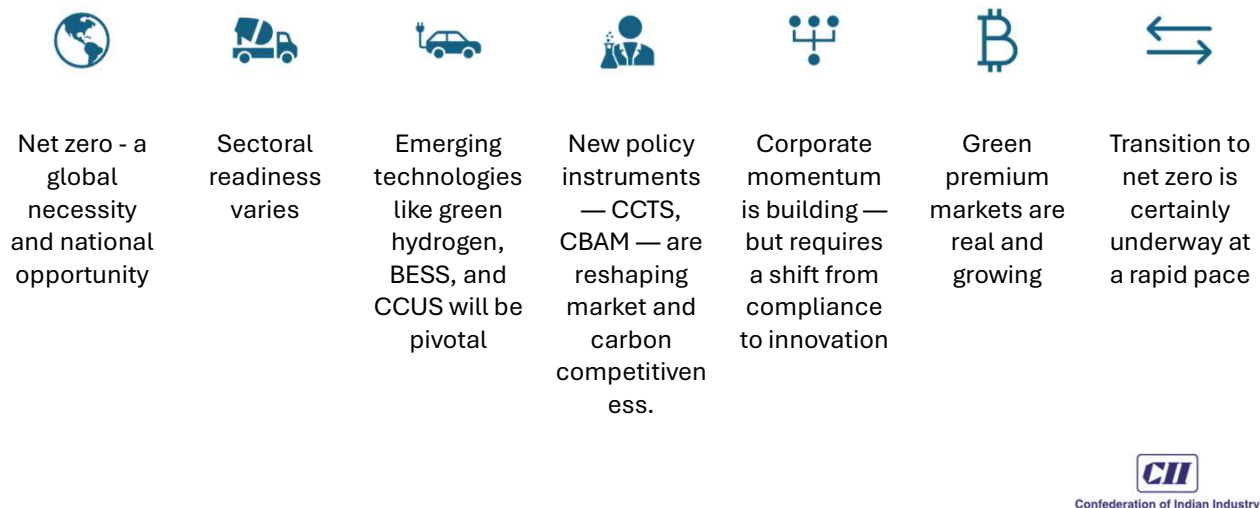 Net zero - a
global
necessity
and national
opportunity
Sectoral
readiness
varies
Emerging
technologies
like green
hydrogen,
BESS, and
CCUS will be
pivotal
New policy
instruments
— CCTS,
CBAM — are
reshaping
market and
carbon
competitiven
ess.
Corporate
momentum
is building —
but requires
a shift from
compliance
to innovation
Green
premium
markets are
real and
growing
Transition to
net zero is
certainly
underway at
a rapid pace
CII
Confederation of Indian Industry